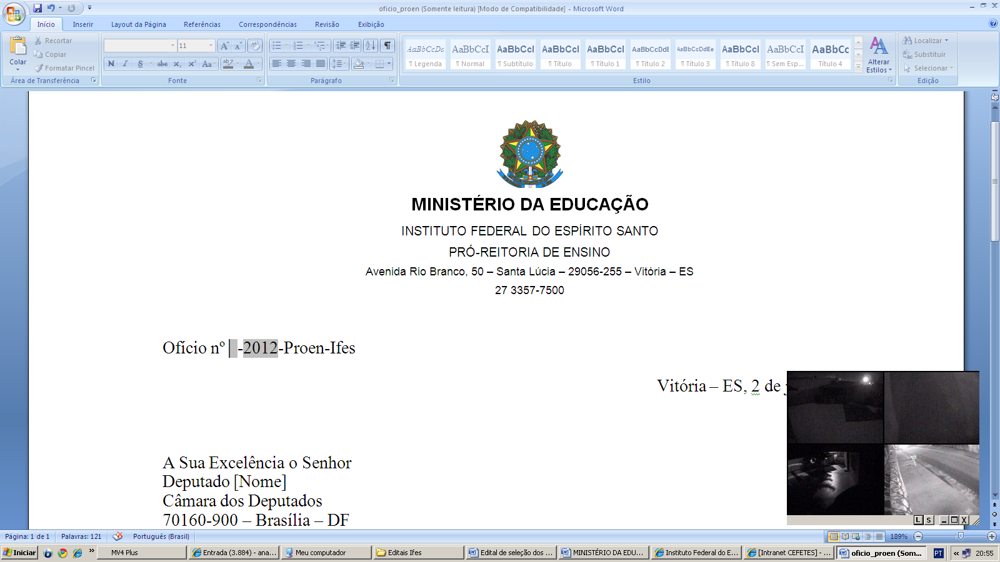 oficio_proen (Somente leitura) [Modo de Compatibilidade] - Microsoft Word
Início Inserir Layout da Página Referências Correspondências Revisão Exibição
Colar
Recortar
Copiar
Formatar Pincel
Área de Transferência
11
N I S abc x₂ x² Aa
Fonte
Parágrafo
AaBbCcDc AaBbCcI AaBbCcI AaBbCcI AaBbCcI AaBbCcDdE AaBbCcDdEe AaBbCcI AaBbCcI AaBbCc
¶ Legenda ¶ Normal ¶ Subtítulo ¶ Título ¶ Título 1 ¶ Título 2 ¶ Título 3 ¶ Título 8 ¶ Sem Esp... Título 4
Alterar Estilos
Estilo
Localizar
Substituir
Selecionar
Edição
MINISTÉRIO DA EDUCAÇÃO
INSTITUTO FEDERAL DO ESPÍRITO SANTO
PRÓ-REITORIA DE ENSINO
Avenida Rio Branco, 50 – Santa Lúcia – 29056-255 – Vitória – ES
27 3357-7500
Ofício nº -2012-Proen-Ifes
Vitória – ES, 2 de j
A Sua Excelência o Senhor
Deputado [Nome]
Câmara dos Deputados
70160-900 – Brasília – DF
L S _ X
Página: 1 de 1 Palavras: 121 Português (Brasil) 189%
Iniciar » MV4 Plus Entrada (3.884) - ana... Meu computador Editais Ifes Edital de seleção dos ... MINISTÉRIO DA EDU... Instituto Federal do E... [Intranet CEFETES] - ... oficio_proen (Som... PT « 20:55